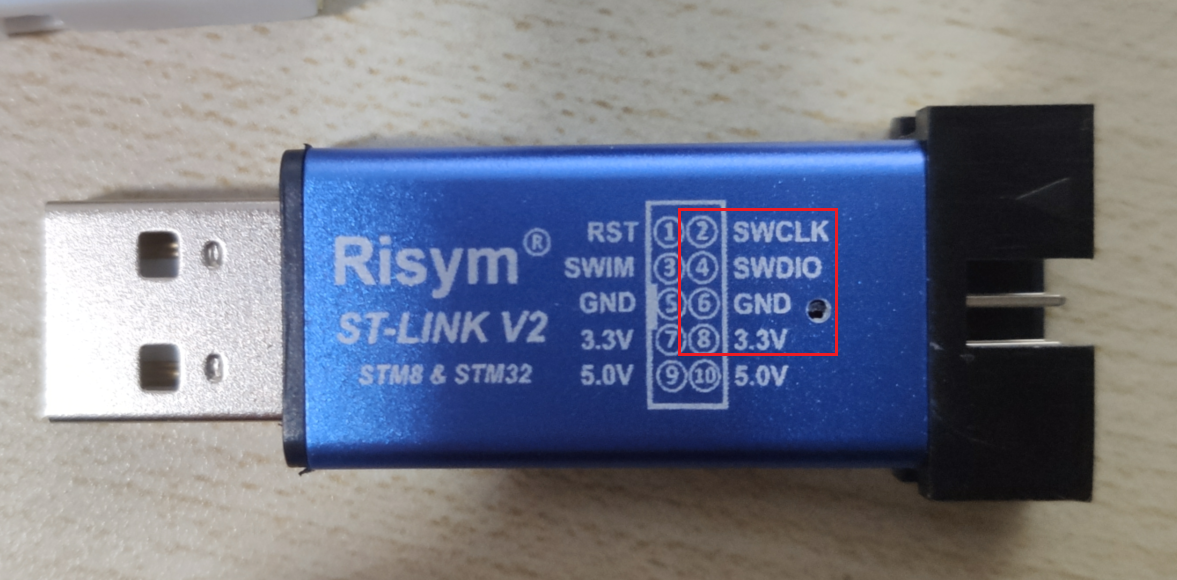 Risym®
ST-LINK V2
STM8 & STM32
RST ① ② SWCLK
SWIM ③ ④ SWDIO
GND ⑤ ⑥ GND
3.3V ⑦ ⑧ 3.3V
5.0V ⑨ ⑩ 5.0V